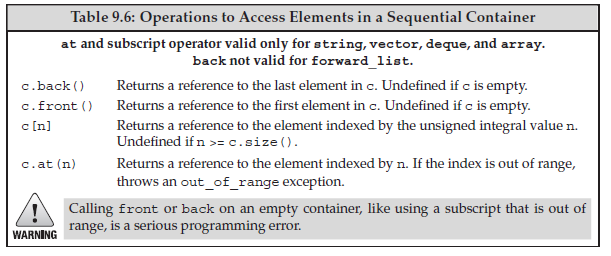 Table 9.6: Operations to Access Elements in a Sequential Container
at and subscript operator valid only for string, vector, deque, and array.
back not valid for forward_list.
c.back() Returns a reference to the last element in c. Undefined if c is empty.
c.front() Returns a reference to the first element in c. Undefined if c is empty.
c[n] Returns a reference to the element indexed by the unsigned integral value n.
Undefined if n >= c.size().
c.at(n) Returns a reference to the element indexed by n. If the index is out of range,
throws an out_of_range exception.
! Calling front or back on an empty container, like using a subscript that is out of
WARNING range, is a serious programming error.